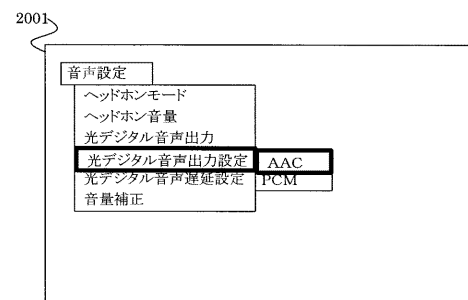 2001
音声設定
ヘッドホンモード
ヘッドホン音量
光デジタル音声出力
光デジタル音声出力設定 AAC
光デジタル音声遅延設定 PCM
音量補正